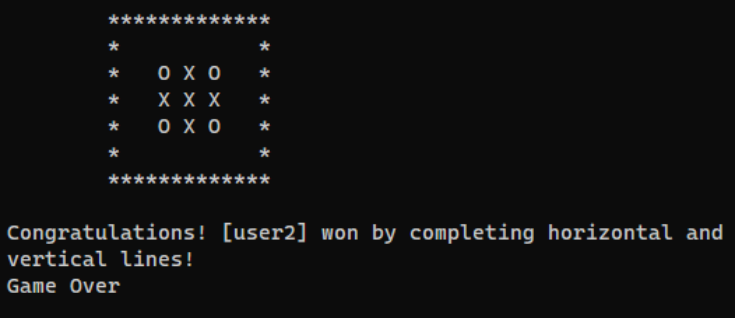 *************
*           *
*   O X O   *
*   X X X   *
*   O X O   *
*           *
*************
Congratulations! [user2] won by completing horizontal and
vertical lines!
Game Over